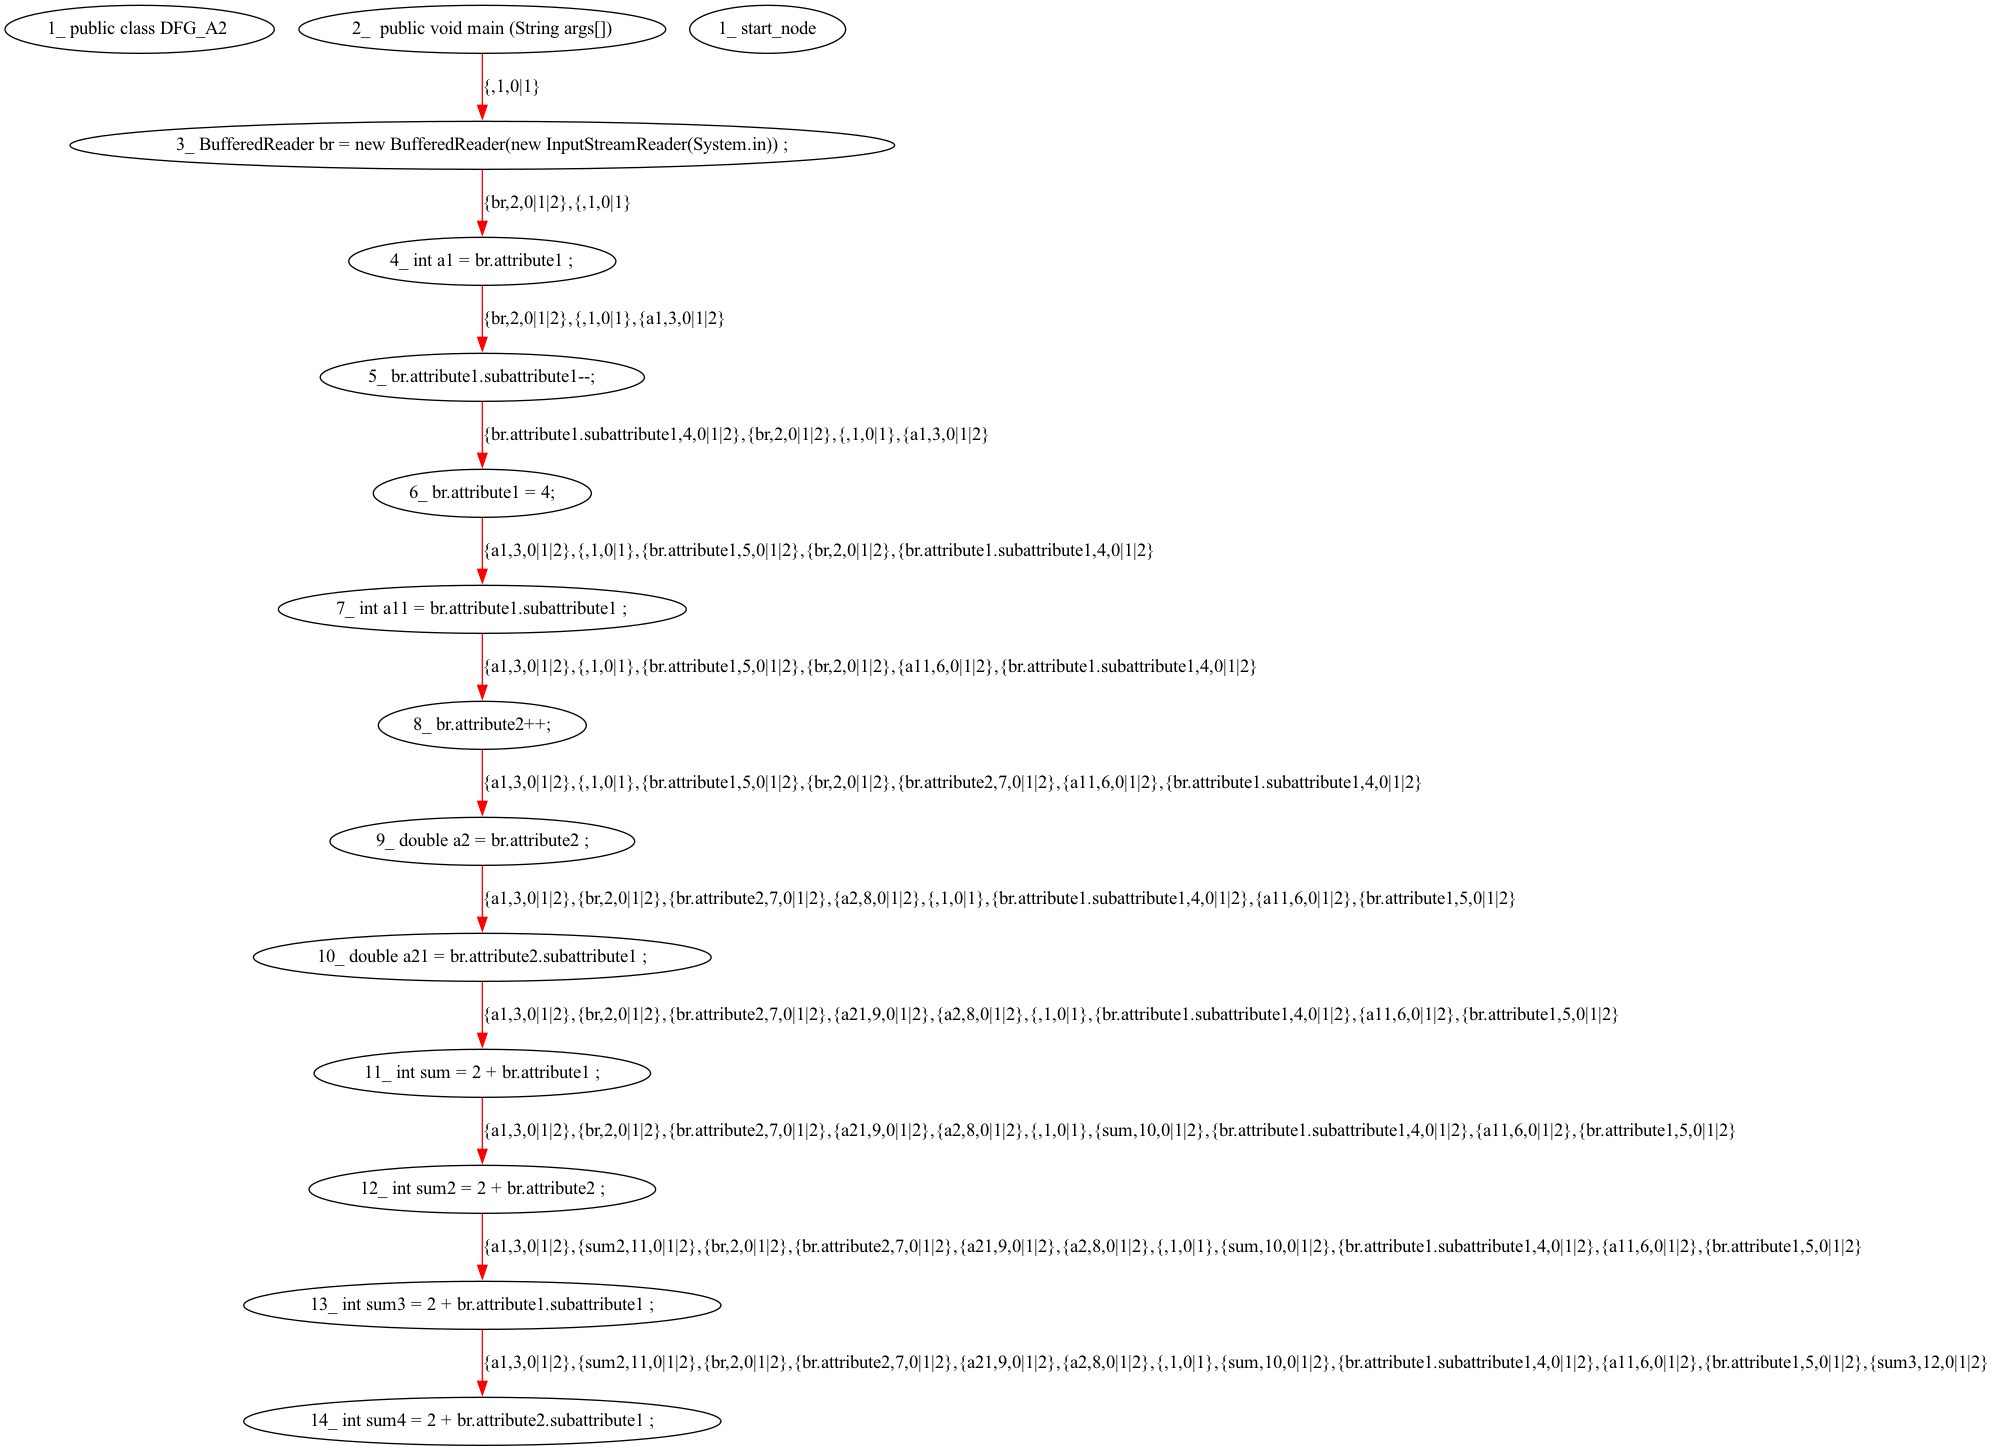 1_ public class DFG_A2
2_  public void main (String args[])
1_ start_node
{,1,0|1}
3_ BufferedReader br = new BufferedReader(new InputStreamReader(System.in)) ;
{br,2,0|1|2},{,1,0|1}
4_ int a1 = br.attribute1 ;
{br,2,0|1|2},{,1,0|1},{a1,3,0|1|2}
5_ br.attribute1.subattribute1--;
{br.attribute1.subattribute1,4,0|1|2},{br,2,0|1|2},{,1,0|1},{a1,3,0|1|2}
6_ br.attribute1 = 4;
{a1,3,0|1|2},{,1,0|1},{br.attribute1,5,0|1|2},{br,2,0|1|2},{br.attribute1.subattribute1,4,0|1|2}
7_ int a11 = br.attribute1.subattribute1 ;
{a1,3,0|1|2},{,1,0|1},{br.attribute1,5,0|1|2},{br,2,0|1|2},{a11,6,0|1|2},{br.attribute1.subattribute1,4,0|1|2}
8_ br.attribute2++;
{a1,3,0|1|2},{,1,0|1},{br.attribute1,5,0|1|2},{br,2,0|1|2},{br.attribute2,7,0|1|2},{a11,6,0|1|2},{br.attribute1.subattribute1,4,0|1|2}
9_ double a2 = br.attribute2 ;
{a1,3,0|1|2},{br,2,0|1|2},{br.attribute2,7,0|1|2},{a2,8,0|1|2},{,1,0|1},{br.attribute1.subattribute1,4,0|1|2},{a11,6,0|1|2},{br.attribute1,5,0|1|2}
10_ double a21 = br.attribute2.subattribute1 ;
{a1,3,0|1|2},{br,2,0|1|2},{br.attribute2,7,0|1|2},{a21,9,0|1|2},{a2,8,0|1|2},{,1,0|1},{br.attribute1.subattribute1,4,0|1|2},{a11,6,0|1|2},{br.attribute1,5,0|1|2}
11_ int sum = 2 + br.attribute1 ;
{a1,3,0|1|2},{br,2,0|1|2},{br.attribute2,7,0|1|2},{a21,9,0|1|2},{a2,8,0|1|2},{,1,0|1},{sum,10,0|1|2},{br.attribute1.subattribute1,4,0|1|2},{a11,6,0|1|2},{br.attribute1,5,0|1|2}
12_ int sum2 = 2 + br.attribute2 ;
{a1,3,0|1|2},{sum2,11,0|1|2},{br,2,0|1|2},{br.attribute2,7,0|1|2},{a21,9,0|1|2},{a2,8,0|1|2},{,1,0|1},{sum,10,0|1|2},{br.attribute1.subattribute1,4,0|1|2},{a11,6,0|1|2},{br.attribute1,5,0|1|2}
13_ int sum3 = 2 + br.attribute1.subattribute1 ;
{a1,3,0|1|2},{sum2,11,0|1|2},{br,2,0|1|2},{br.attribute2,7,0|1|2},{a21,9,0|1|2},{a2,8,0|1|2},{,1,0|1},{sum,10,0|1|2},{br.attribute1.subattribute1,4,0|1|2},{a11,6,0|1|2},{br.attribute1,5,0|1|2},{sum3,12,0|1|2}
14_ int sum4 = 2 + br.attribute2.subattribute1 ;